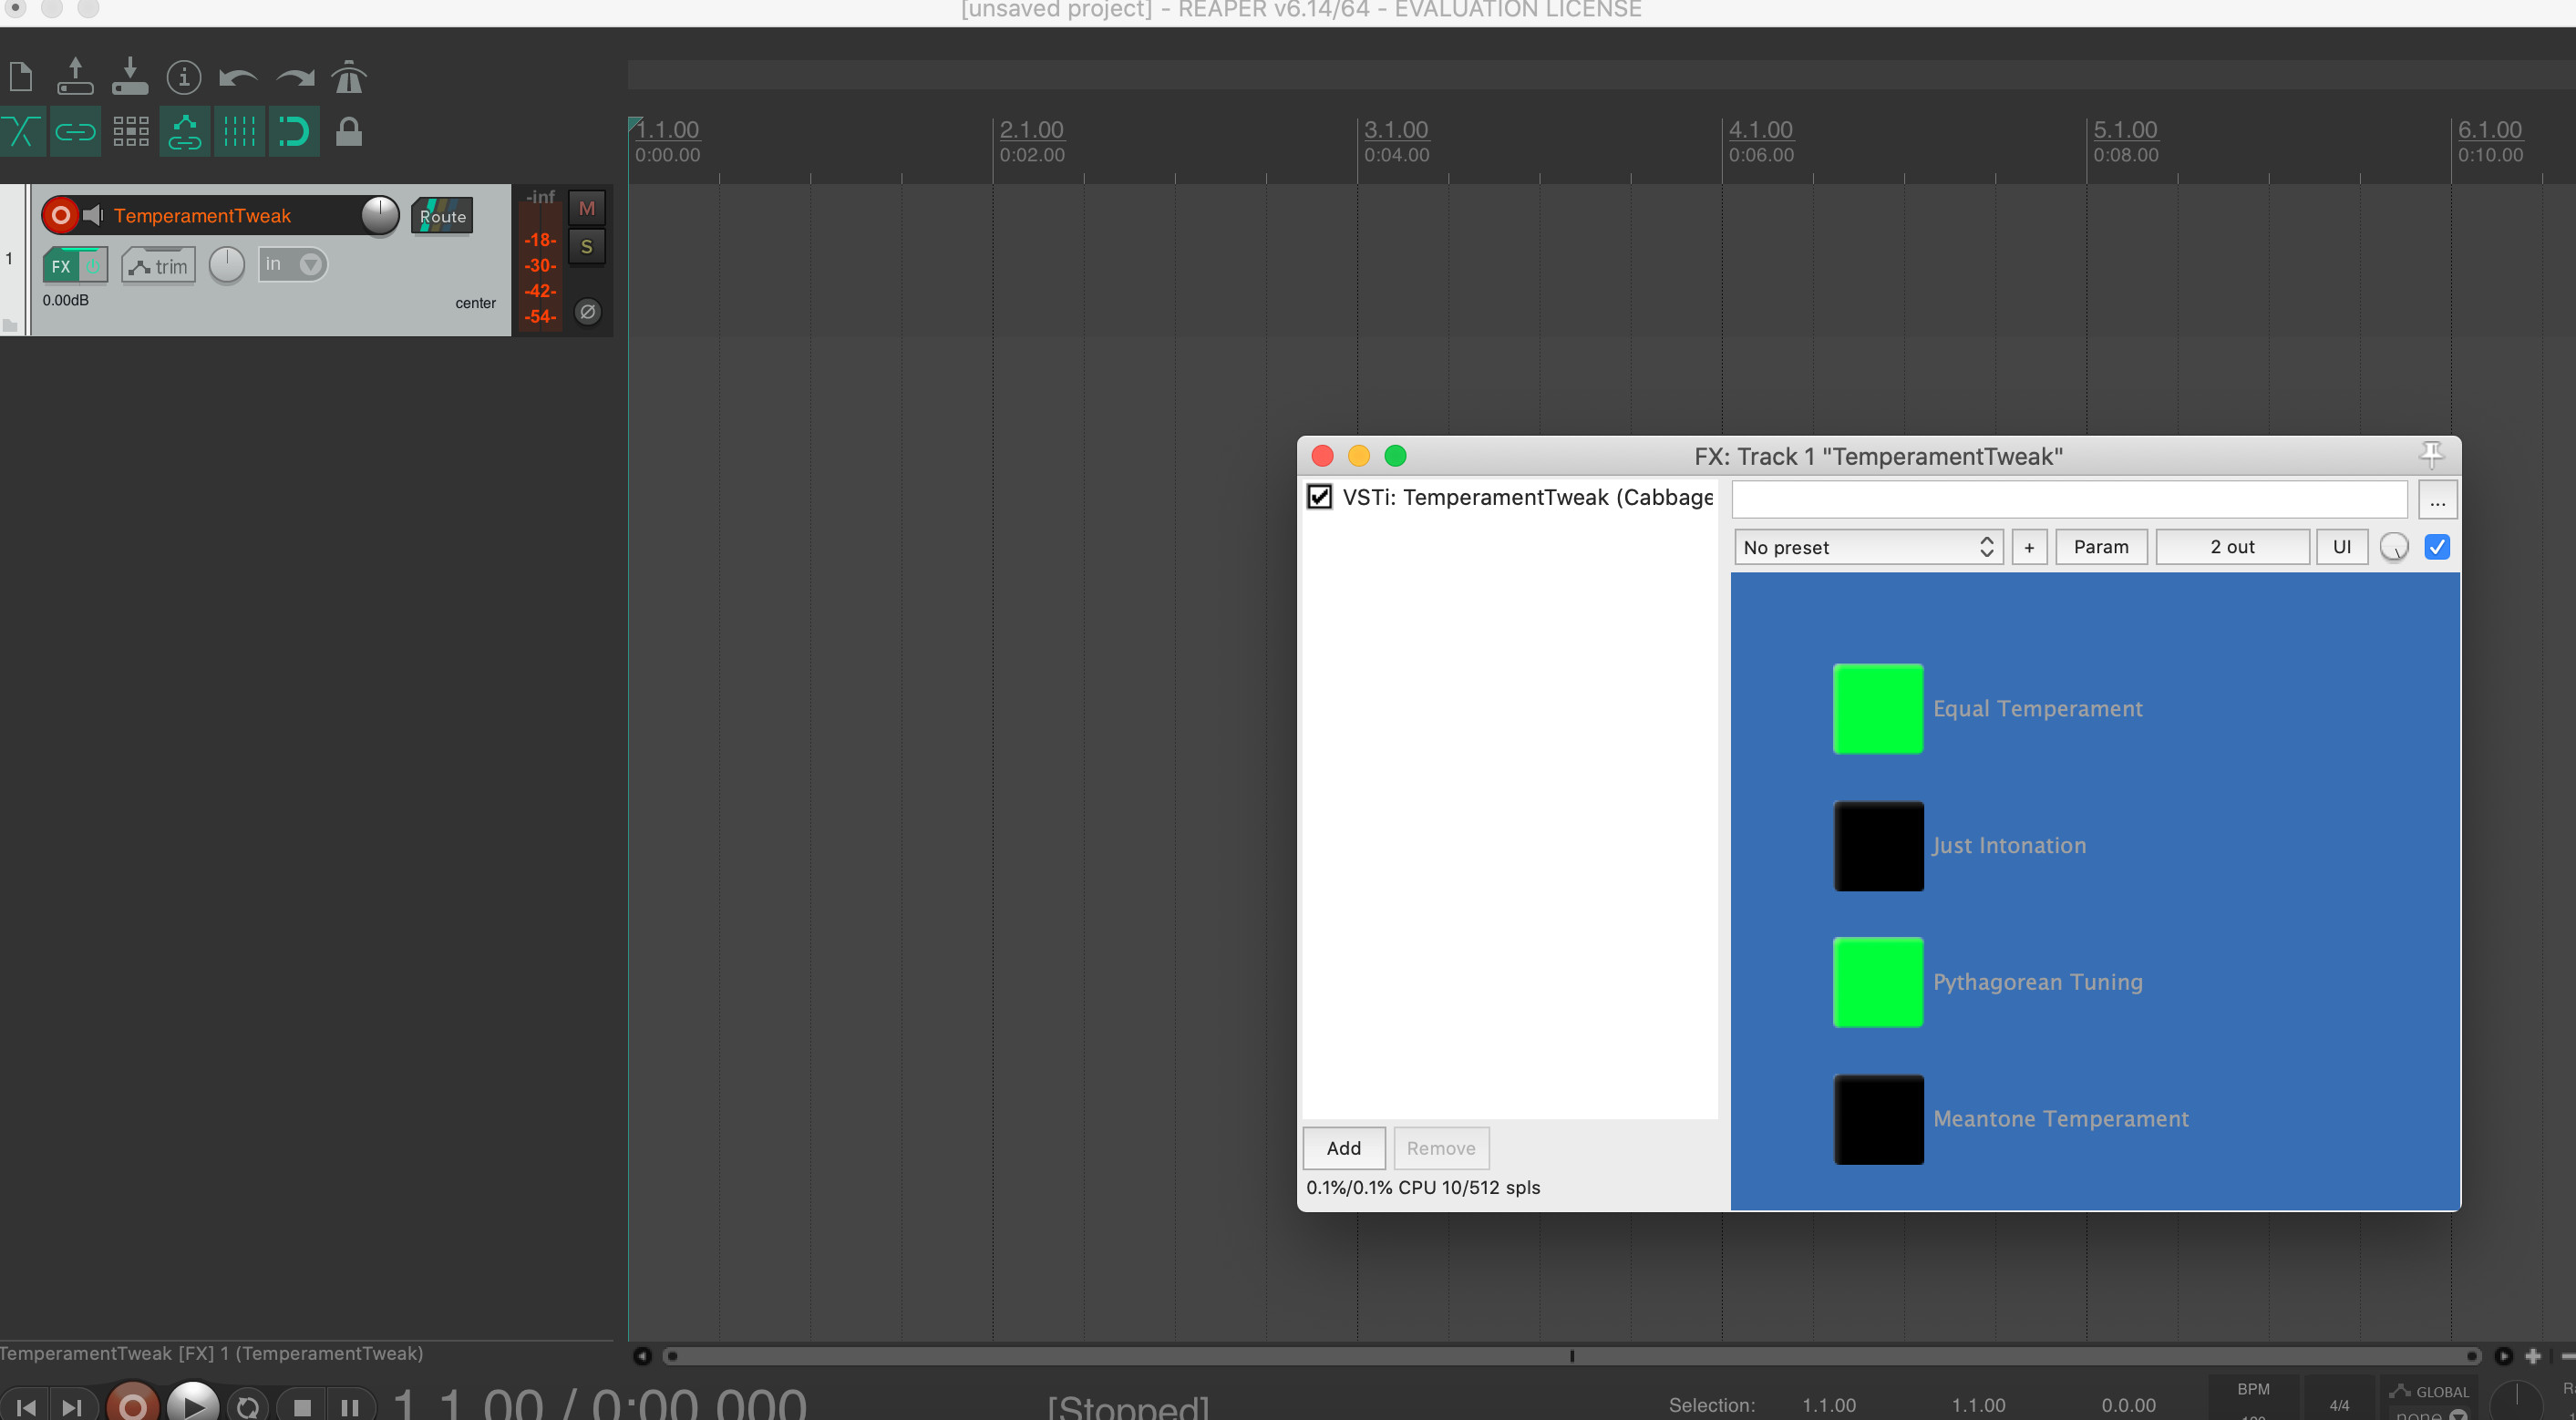 [unsaved project] - REAPER v6.14/64 - EVALUATION LICENSE
1.1.00 2.1.00 3.1.00 4.1.00 5.1.00 6.1.00
0:00.00 0:02.00 0:04.00 0:06.00 0:08.00 0:10.00
1
TemperamentTweak
Route
-inf
M
-18-
S
-30-
-42-
-54-
FX
trim
in
0.00dB
center
FX: Track 1 "TemperamentTweak"
VSTi: TemperamentTweak (Cabbage
...
No preset
+
Param
2 out
UI
Equal Temperament
Just Intonation
Pythagorean Tuning
Meantone Temperament
Add
Remove
0.1%/0.1% CPU 10/512 spls
TemperamentTweak [FX] 1 (TemperamentTweak)
1.1.00 / 0:00.000
[Stopped]
Selection: 1.1.00 1.1.00 0.0.00
BPM
4/4
GLOBAL
none